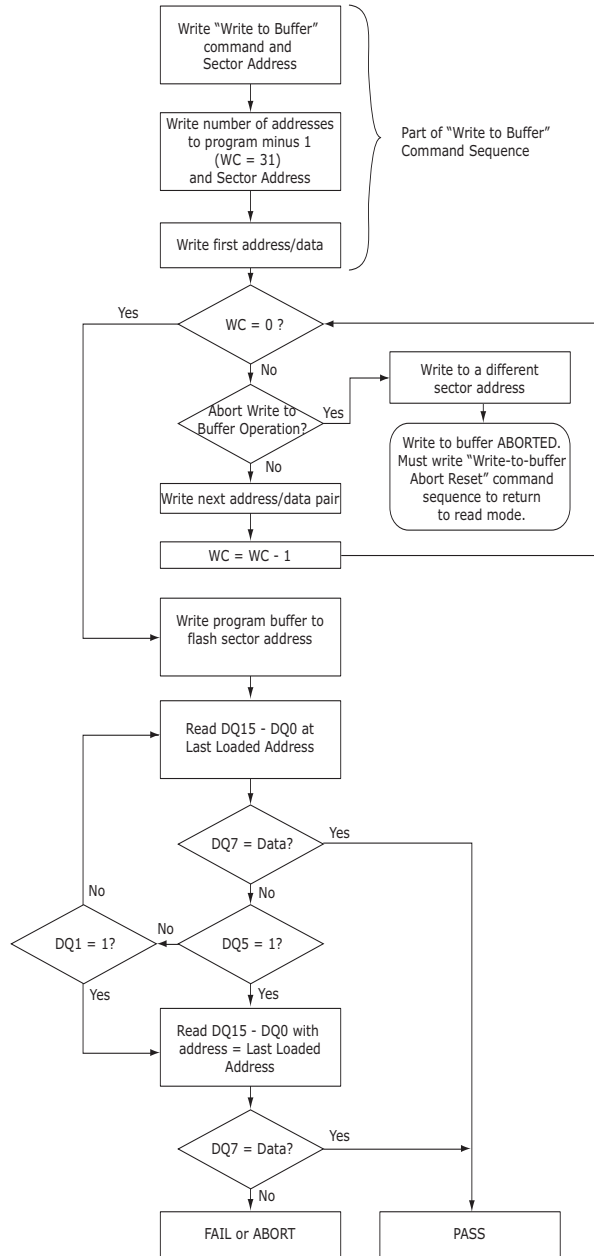 Write “Write to Buffer”
command and
Sector Address
Write number of addresses
to program minus 1
(WC = 31)
and Sector Address
Part of “Write to Buffer”
Command Sequence
Write first address/data
Yes
WC = 0 ?
No
Write to a different
sector address
Abort Write to
Buffer Operation?
Yes
No
Write to buffer ABORTED.
Must write “Write-to-buffer
Abort Reset” command
sequence to return
to read mode.
Write next address/data pair
WC = WC - 1
Write program buffer to
flash sector address
Read DQ15 - DQ0 at
Last Loaded Address
Yes
DQ7 = Data?
No
No
No
DQ1 = 1?
DQ5 = 1?
Yes
Yes
Read DQ15 - DQ0 with
address = Last Loaded
Address
Yes
DQ7 = Data?
No
FAIL or ABORT
PASS